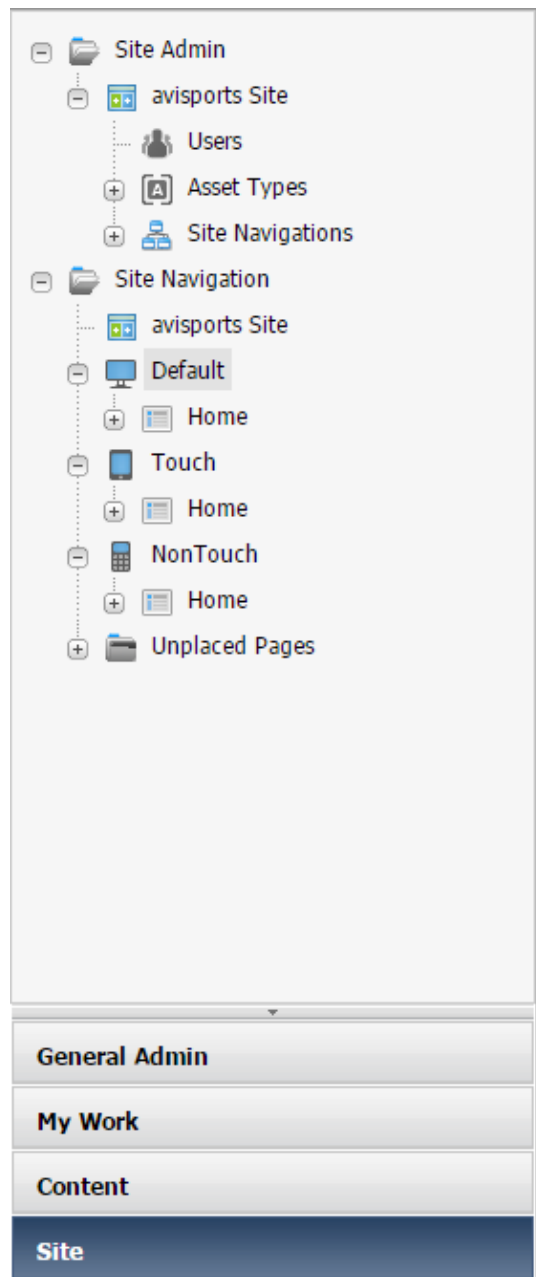 Site Admin
avisports Site
Users
Asset Types
Site Navigations
Site Navigation
avisports Site
Default
Home
Touch
Home
NonTouch
Home
Unplaced Pages
General Admin
My Work
Content
Site